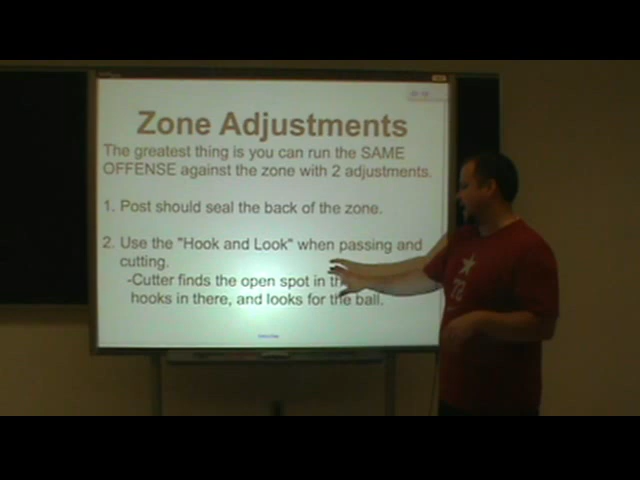 Zone Adjustments
The greatest thing is you can run the SAME
OFFENSE against the zone with 2 adjustments.
1. Post should seal the back of the zone.
2. Use the "Hook and Look" when passing and
cutting.
-Cutter finds the open spot in
hooks in there, and looks for the ball.
72